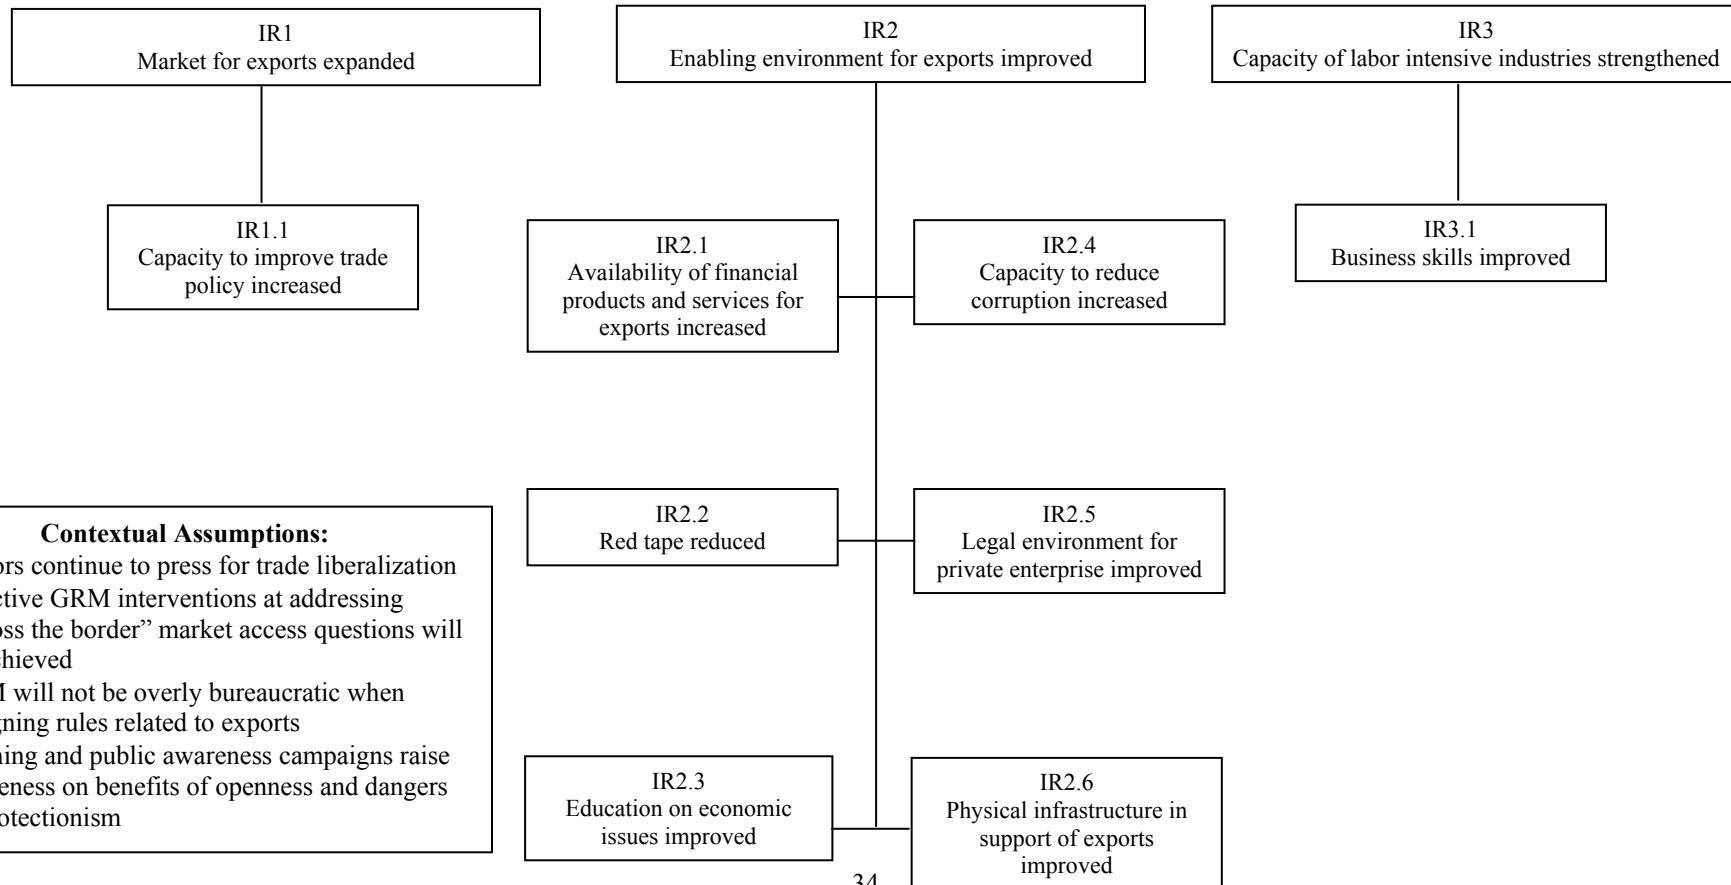 IR1
Market for exports expanded
IR2
Enabling environment for exports improved
IR3
Capacity of labor intensive industries strengthened
IR1.1
Capacity to improve trade
policy increased
IR2.1
Availability of financial
products and services for
exports increased
IR2.4
Capacity to reduce
corruption increased
IR3.1
Business skills improved
IR2.2
Red tape reduced
IR2.5
Legal environment for
private enterprise improved
Contextual Assumptions:
continue to press for trade liberalization
GRM interventions at addressing
the border” market access questions will
will not be overly bureaucratic when
rules related to exports
and public awareness campaigns raise
on benefits of openness and dangers
IR2.3
Education on economic
issues improved
IR2.6
Physical infrastructure in
support of exports
improved
34